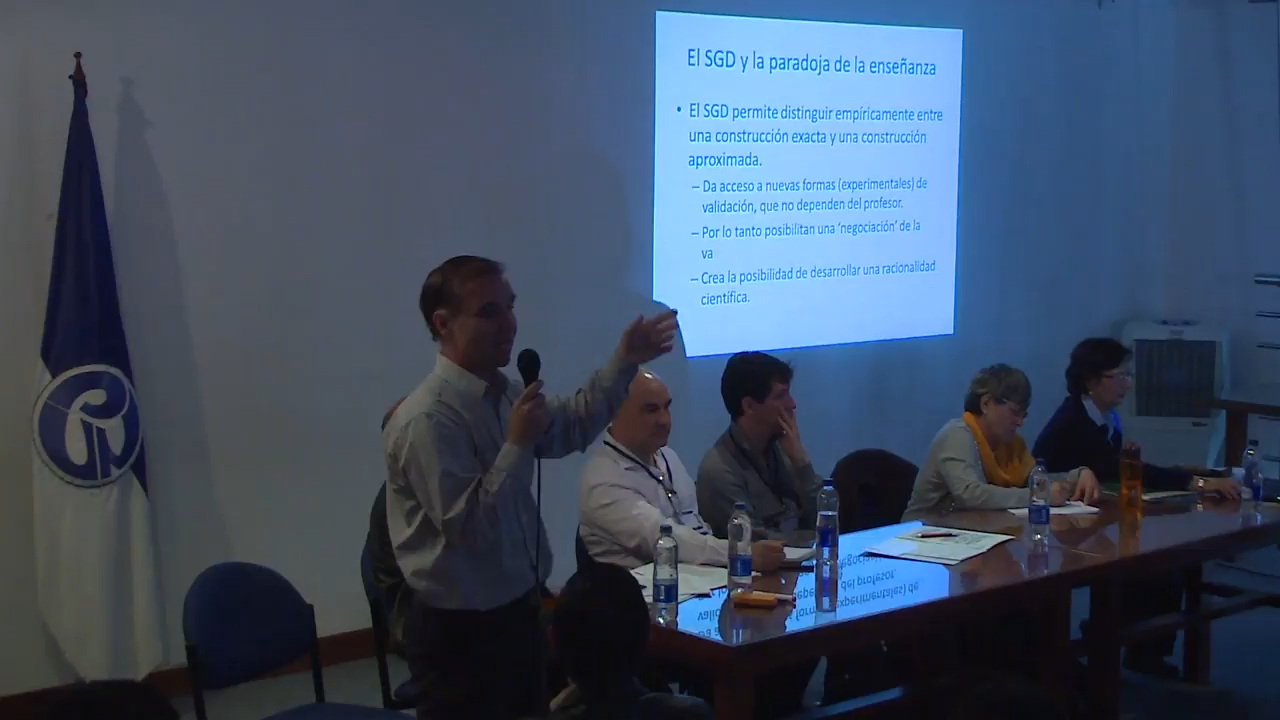 El SGD y la paradoja de la enseñanza
• El SGD permite distinguir empíricamente entre
una construcción exacta y una construcción
aproximada.
– Da acceso a nuevas formas (experimentales) de
validación, que no dependen del profesor.
– Por lo tanto posibilitan una ‘negociación’ de la
va
– Crea la posibilidad de desarrollar una racionalidad
científica.